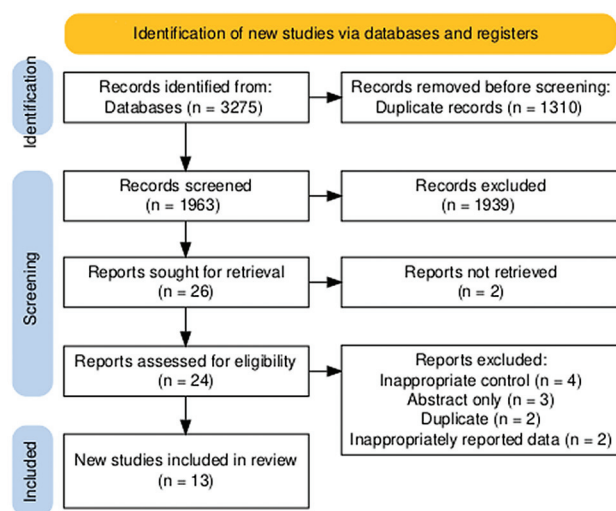 Identification of new studies via databases and registers
Identification
Records identified from:
Databases (n = 3275)
Records removed before screening:
Duplicate records (n = 1310)
Screening
Records screened
(n = 1963)
Records excluded
(n = 1939)
Reports sought for retrieval
(n = 26)
Reports not retrieved
(n = 2)
Reports assessed for eligibility
(n = 24)
Reports excluded:
Inappropriate control (n = 4)
Abstract only (n = 3)
Duplicate (n = 2)
Inappropriately reported data (n = 2)
Included
New studies included in review
(n = 13)